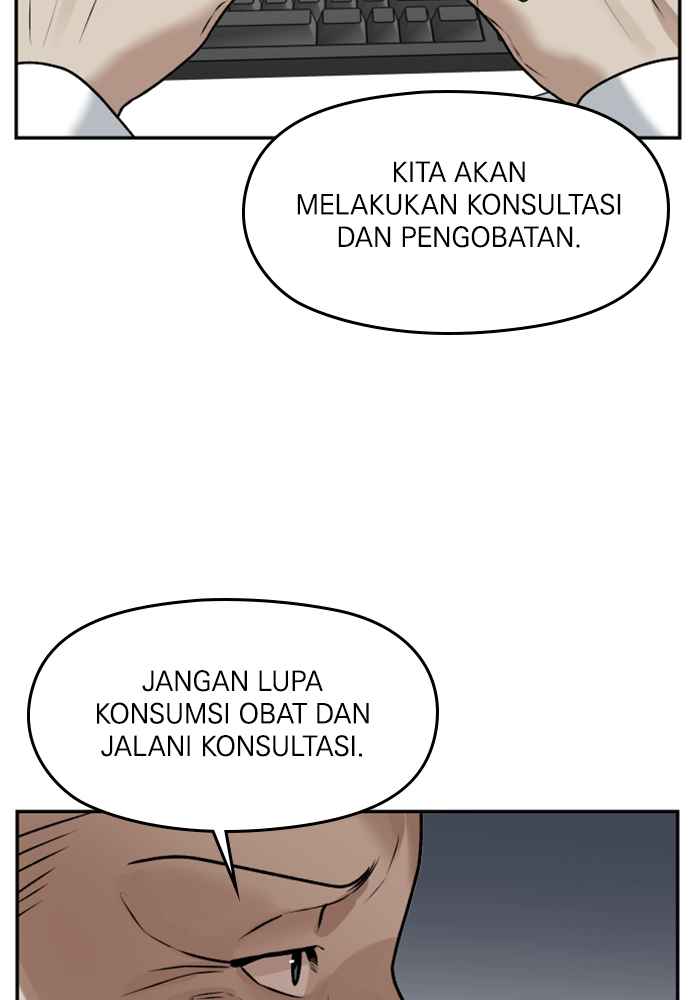 KITA AKAN
MELAKUKAN KONSULTASI
DAN PENGOBATAN.
JANGAN LUPA
KONSUMSI OBAT DAN
JALANI KONSULTASI.